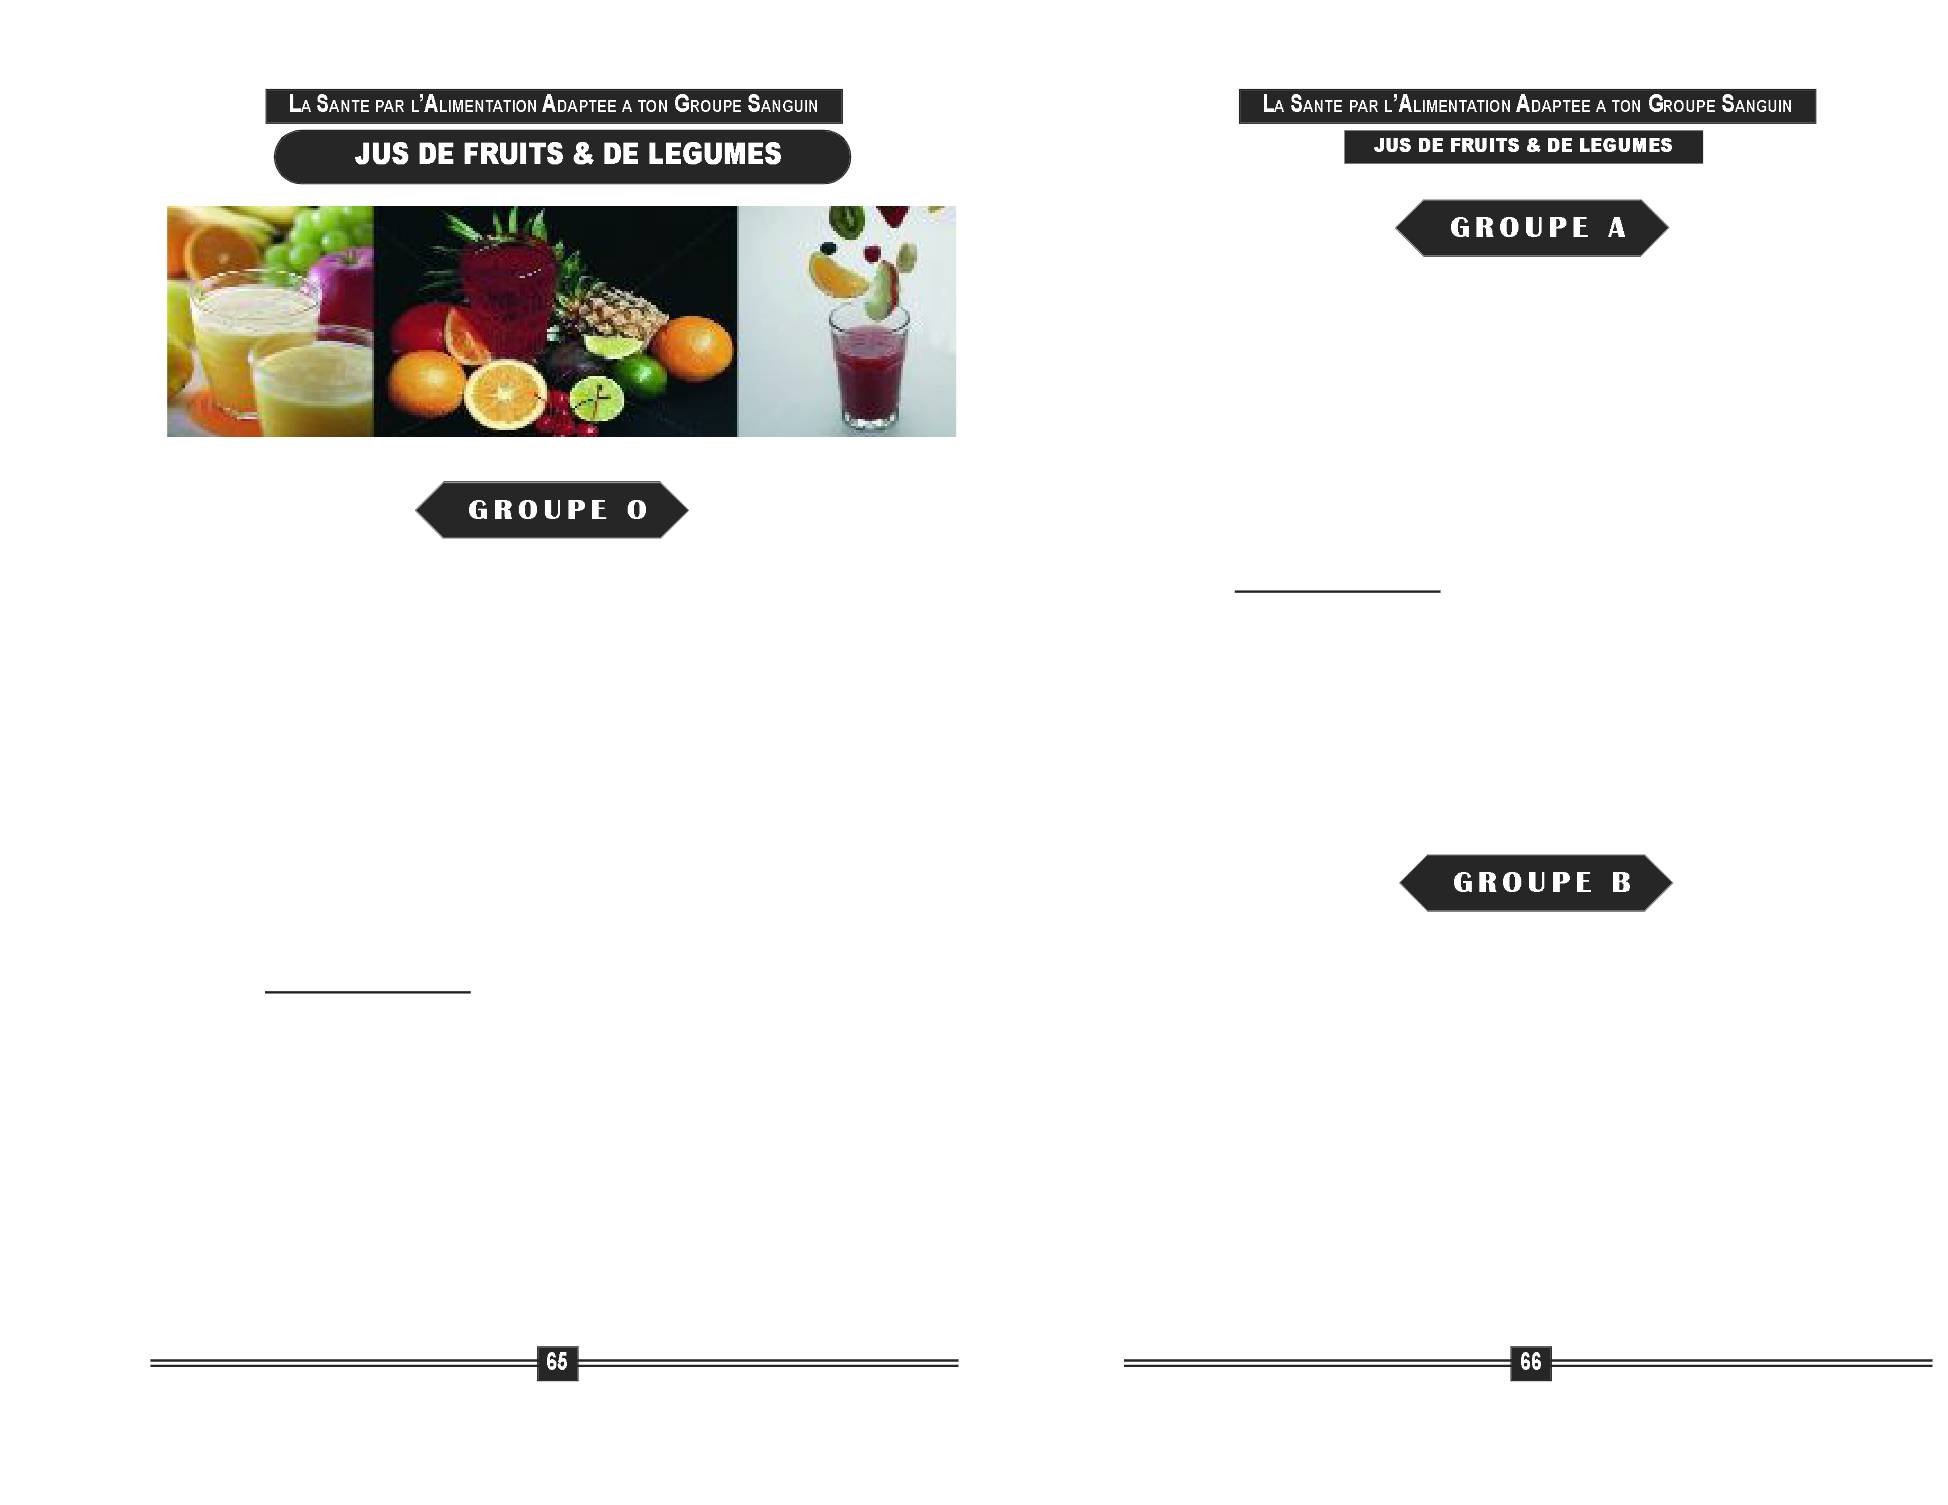 LA SANTE PAR L'ALIMENTATION ADAPTEE A TON GROUPE SANGUIN
JUS DE FRUITS & DE LEGUMES
GROUPE O
65
LA SANTE PAR L'ALIMENTATION ADAPTEE A TON GROUPE SANGUIN
JUS DE FRUITS & DE LEGUMES
GROUPE A
GROUPE B
66